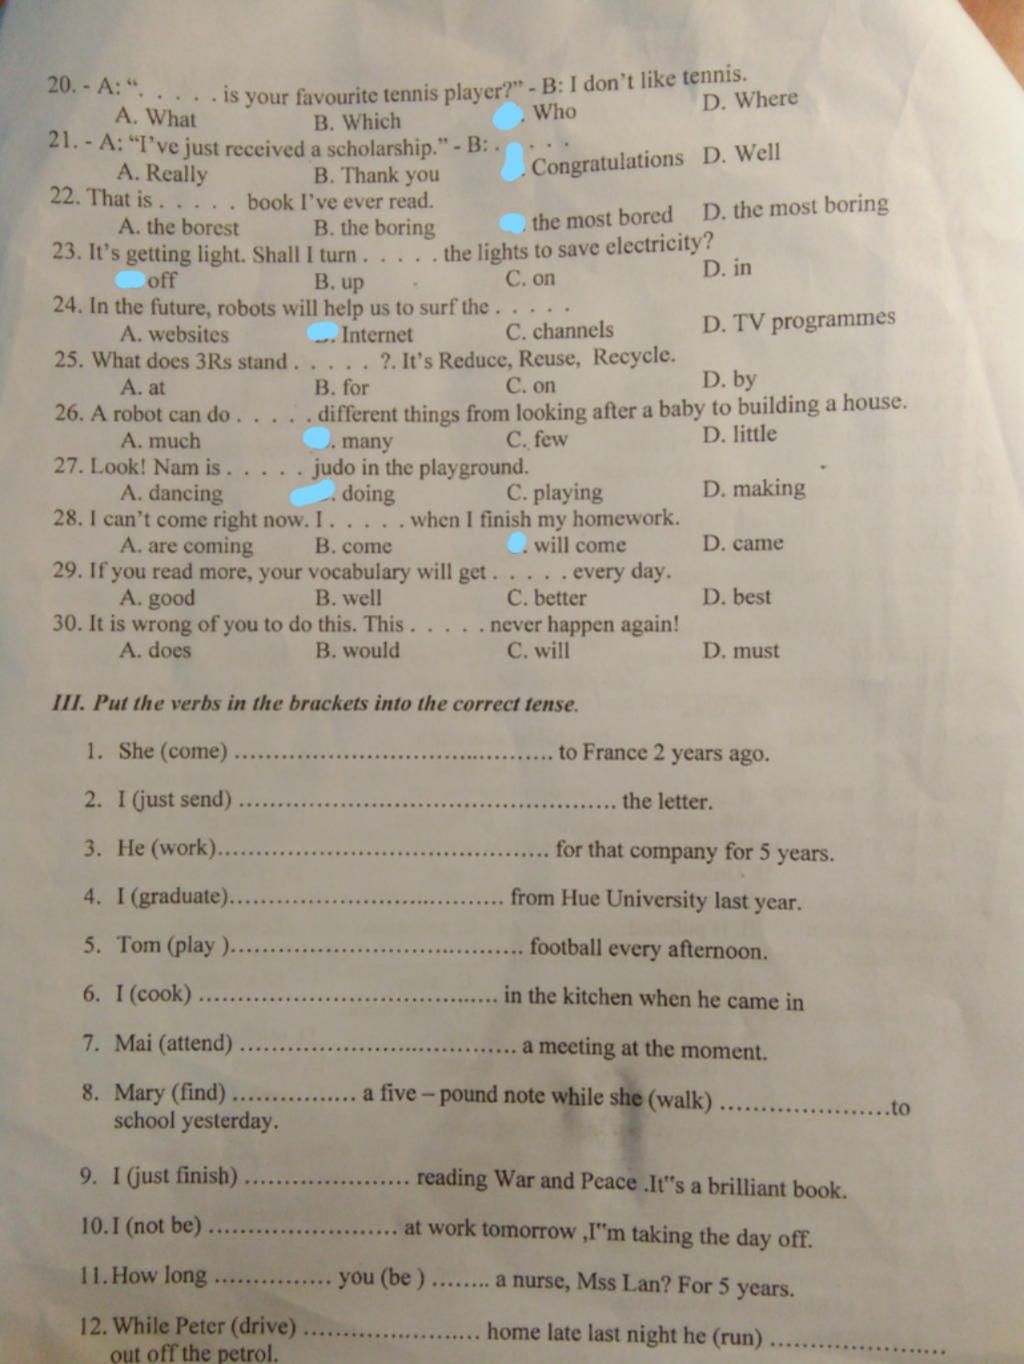 20. - A: “. . . . . is your favourite tennis player?” - B: I don’t like tennis.
A. What B. Which . Who D. Where
21. - A: “I’ve just received a scholarship.” - B: . . . . .
A. Really B. Thank you . Congratulations D. Well
22. That is . . . . . book I’ve ever read.
A. the borest B. the boring . the most bored D. the most boring
23. It’s getting light. Shall I turn . . . . . the lights to save electricity?
off B. up C. on D. in
24. In the future, robots will help us to surf the . . . . .
A. websites . Internet C. channels D. TV programmes
25. What does 3Rs stand . . . . . ?. It’s Reduce, Reuse, Recycle.
A. at B. for C. on D. by
26. A robot can do . . . . . different things from looking after a baby to building a house.
A. much . many C. few D. little
27. Look! Nam is . . . . . judo in the playground.
A. dancing . doing C. playing D. making
28. I can’t come right now. I . . . . . when I finish my homework.
A. are coming B. come . will come D. came
29. If you read more, your vocabulary will get . . . . . every day.
A. good B. well C. better D. best
30. It is wrong of you to do this. This . . . . . never happen again!
A. does B. would C. will D. must
III. Put the verbs in the brackets into the correct tense.
1. She (come) ........................................ to France 2 years ago.
2. I (just send) ............................................... the letter.
3. He (work)......................................... for that company for 5 years.
4. I (graduate).................................. from Hue University last year.
5. Tom (play ).................................... football every afternoon.
6. I (cook) ..................................... in the kitchen when he came in
7. Mai (attend) .................................. a meeting at the moment.
8. Mary (find) ............... a five – pound note while she (walk) .....................to
school yesterday.
9. I (just finish) .................... reading War and Peace .It"s a brilliant book.
10.I (not be) ....................... at work tomorrow ,I"m taking the day off.
11.How long .............. you (be ) ........ a nurse, Mss Lan? For 5 years.
12. While Peter (drive) ...................... home late last night he (run) ......................
out off the petrol.